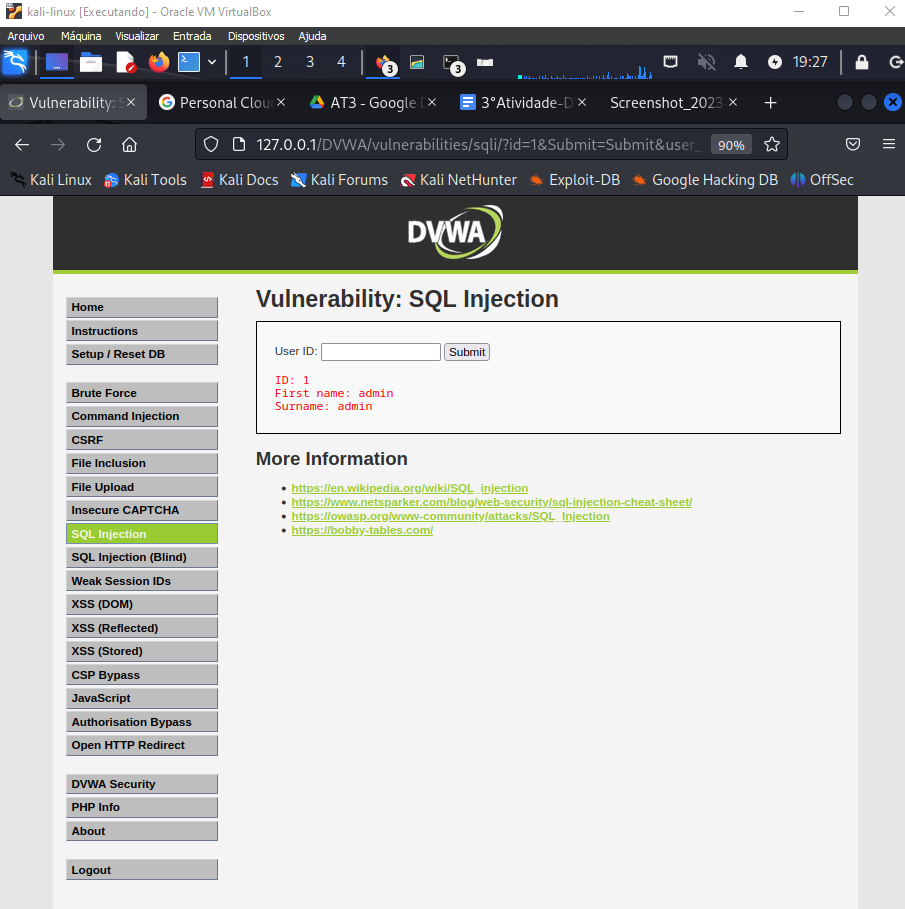 kali-linux [Executando] - Oracle VM VirtualBox
Arquivo Máquina Visualizar Entrada Dispositivos Ajuda
1 2 3 4 3 3 19:27
Vulnerability: S Personal Clou AT3 - Google D 3°Atividade-D Screenshot_2023
127.0.0.1/DVWA/vulnerabilities/sqli/?id=1&Submit=Submit&user_ 90%
Kali Linux Kali Tools Kali Docs Kali Forums Kali NetHunter Exploit-DB Google Hacking DB OffSec
DVWA
Home
Instructions
Setup / Reset DB
Brute Force
Command Injection
CSRF
File Inclusion
File Upload
Insecure CAPTCHA
SQL Injection
SQL Injection (Blind)
Weak Session IDs
XSS (DOM)
XSS (Reflected)
XSS (Stored)
CSP Bypass
JavaScript
Authorisation Bypass
Open HTTP Redirect
DVWA Security
PHP Info
About
Logout
Vulnerability: SQL Injection
User ID: Submit
ID: 1
First name: admin
Surname: admin
More Information
https://en.wikipedia.org/wiki/SQL_injection
https://www.netsparker.com/blog/web-security/sql-injection-cheat-sheet/
https://owasp.org/www-community/attacks/SQL_Injection
https://bobby-tables.com/